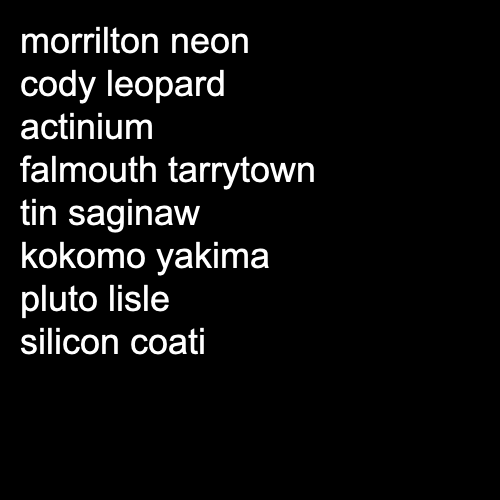 morrilton neon
cody leopard
actinium
falmouth tarrytown
tin saginaw
kokomo yakima
pluto lisle
silicon coati